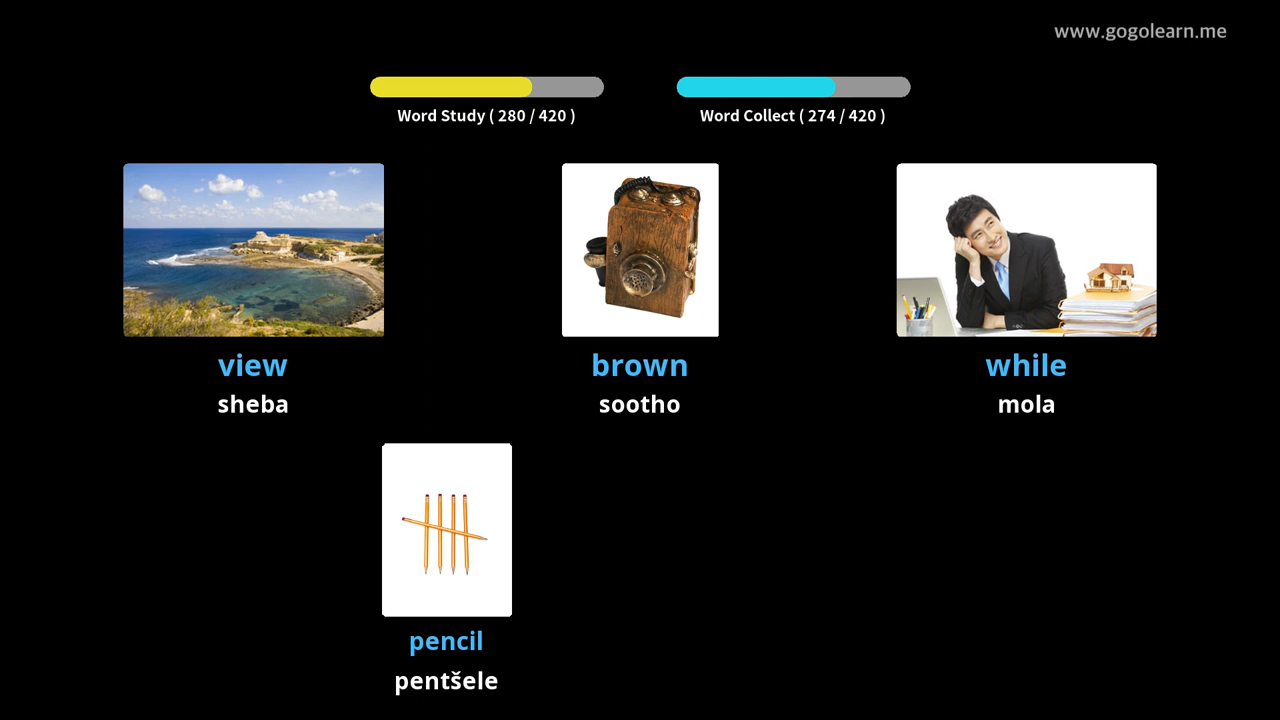 www.gogolearn.me
Word Study ( 280 / 420 )
Word Collect ( 274 / 420 )
view
sheba
brown
sootho
while
mola
pencil
pentšele